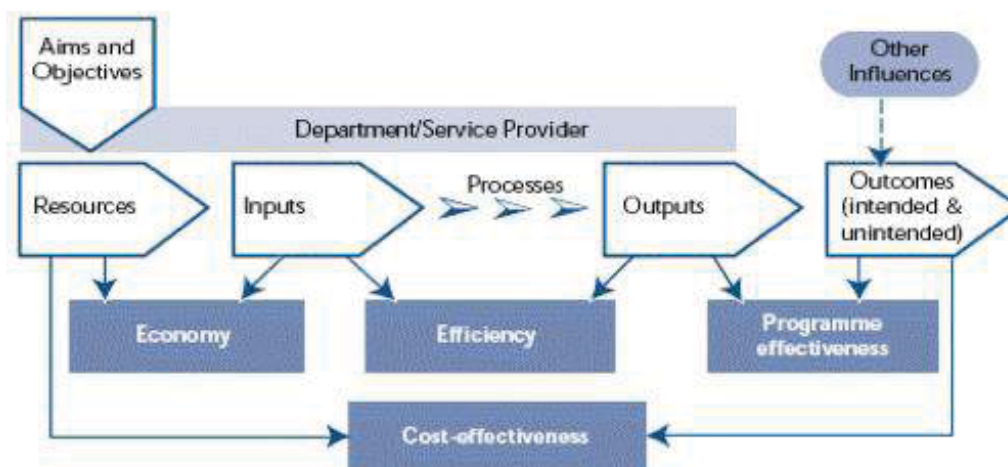 Aims and
Objectives
Other
Influences
Department/Service Provider
Resources
Inputs
Processes
Outputs
Outcomes
(intended &
unintended)
Economy
Efficiency
Programme
effectiveness
Cost-effectiveness